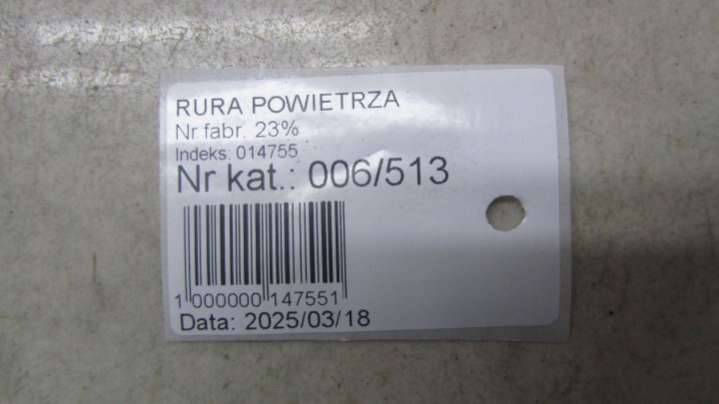 RURA POWIETRZA
Nr fabr. 23%
Indeks: 014755
Nr kat.: 006/513
1 000000 147551
Data: 2025/03/18